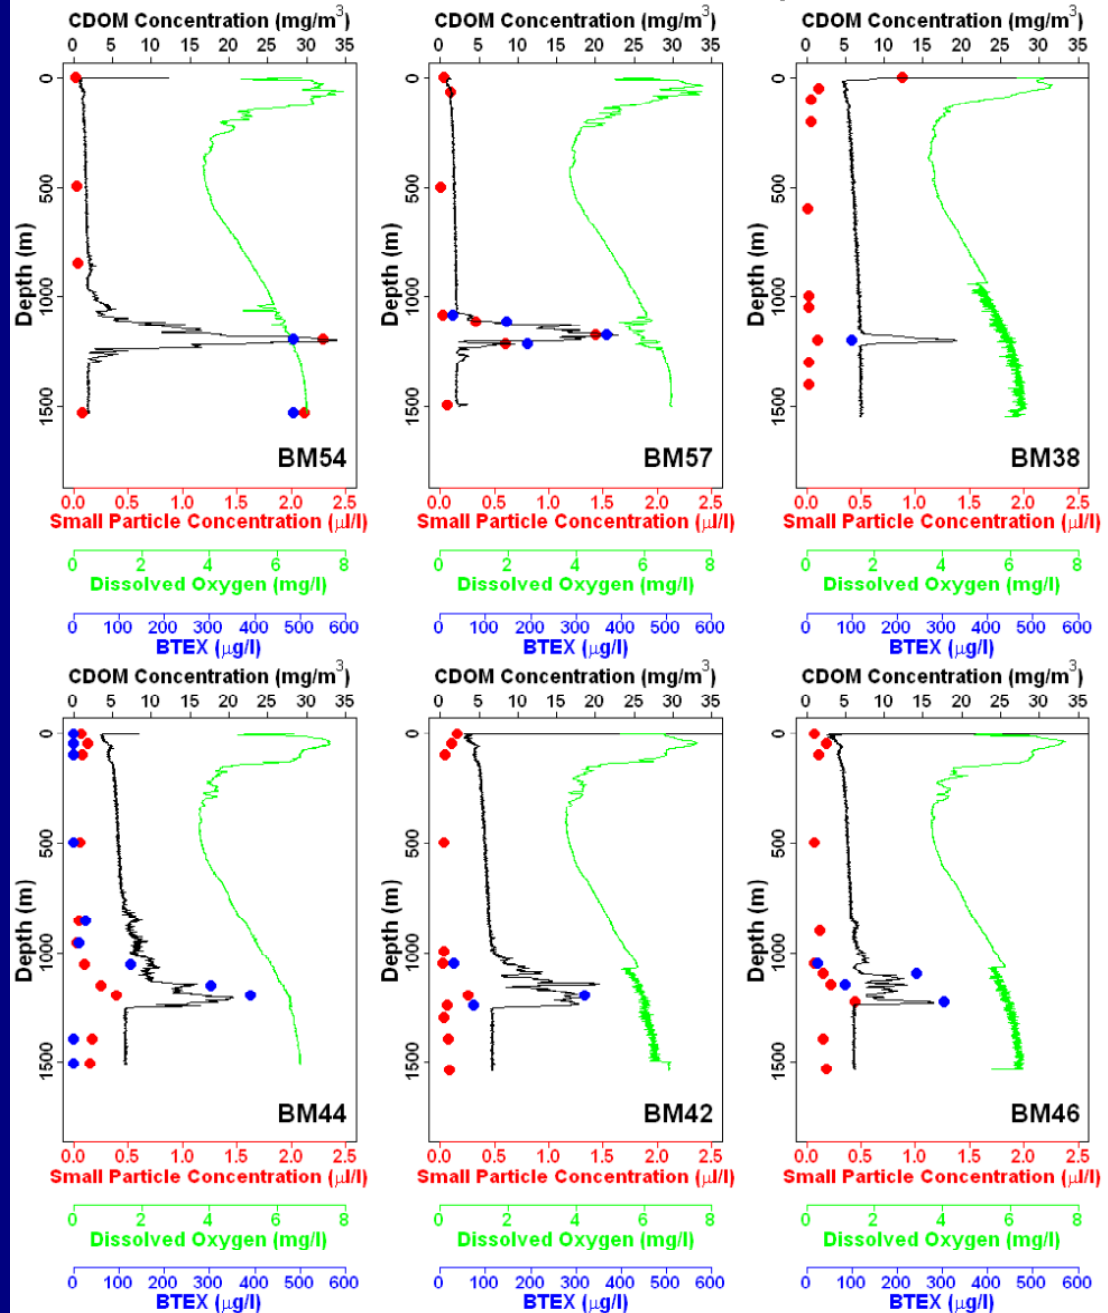 CDOM Concentration (mg/m3) CDOM Concentration (mg/m3) CDOM Concentration (mg/m3)
0 5 10 15 20 25 30 35 0 5 10 15 20 25 30 35 0 5 10 15 20 25 30 35
0 500 1000 1500 Depth (m) BM54
0 500 1000 1500 Depth (m) BM57
0 500 1000 1500 Depth (m) BM38
0.0 0.5 1.0 1.5 2.0 2.5 0.0 0.5 1.0 1.5 2.0 2.5 0.0 0.5 1.0 1.5 2.0 2.5
Small Particle Concentration (μl/l) Small Particle Concentration (μl/l) Small Particle Concentration (μl/l)
0 2 4 6 8 0 2 4 6 8 0 2 4 6 8
Dissolved Oxygen (mg/l) Dissolved Oxygen (mg/l) Dissolved Oxygen (mg/l)
0 100 200 300 400 500 600 0 100 200 300 400 500 600 0 100 200 300 400 500 600
BTEX (μg/l) BTEX (μg/l) BTEX (μg/l)
CDOM Concentration (mg/m3) CDOM Concentration (mg/m3) CDOM Concentration (mg/m3)
0 5 10 15 20 25 30 35 0 5 10 15 20 25 30 35 0 5 10 15 20 25 30 35
0 500 1000 1500 Depth (m) BM44
0 500 1000 1500 Depth (m) BM42
0 500 1000 1500 Depth (m) BM46
0.0 0.5 1.0 1.5 2.0 2.5 0.0 0.5 1.0 1.5 2.0 2.5 0.0 0.5 1.0 1.5 2.0 2.5
Small Particle Concentration (μl/l) Small Particle Concentration (μl/l) Small Particle Concentration (μl/l)
0 2 4 6 8 0 2 4 6 8 0 2 4 6 8
Dissolved Oxygen (mg/l) Dissolved Oxygen (mg/l) Dissolved Oxygen (mg/l)
0 100 200 300 400 500 600 0 100 200 300 400 500 600 0 100 200 300 400 500 600
BTEX (μg/l) BTEX (μg/l) BTEX (μg/l)